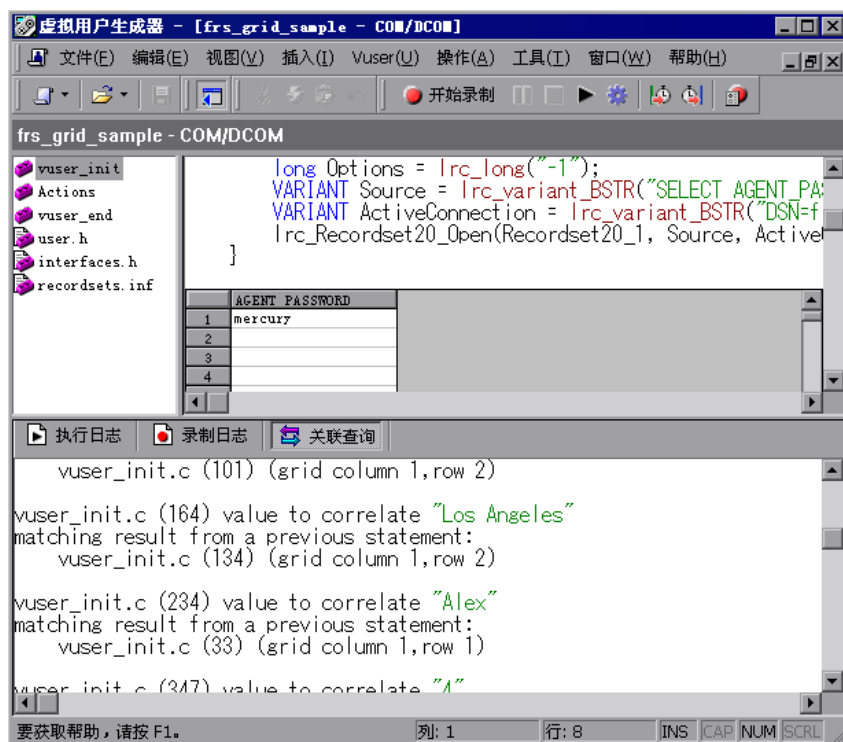 虚拟用户生成器 - [frs_grid_sample - COM/DCOM]
文件(F) 编辑(E) 视图(V) 插入(I) Vuser(U) 操作(A) 工具(T) 窗口(W) 帮助(H)
开始录制
frs_grid_sample - COM/DCOM
vuser_init
Actions
vuser_end
user.h
interfaces.h
recordsets.inf
long Options = lrc_long("-1");
VARIANT Source = lrc_variant_BSTR("SELECT AGENT_PA
VARIANT ActiveConnection = lrc_variant_BSTR("DSN=f
lrc_Recordset20_Open(Recordset20_1, Source, Active
}
AGENT PASSWORD
1 mercury
2
3
4
执行日志 录制日志 关联查询
vuser_init.c (101) (grid column 1,row 2)
vuser_init.c (164) value to correlate "Los Angeles"
matching result from a previous statement:
vuser_init.c (134) (grid column 1,row 2)
vuser_init.c (234) value to correlate "Alex"
matching result from a previous statement:
vuser_init.c (33) (grid column 1,row 1)
vuser_init.c (347) value to correlate "4"
要获取帮助，请按 F1。 列: 1 行: 8 INS CAP NUM SCRL